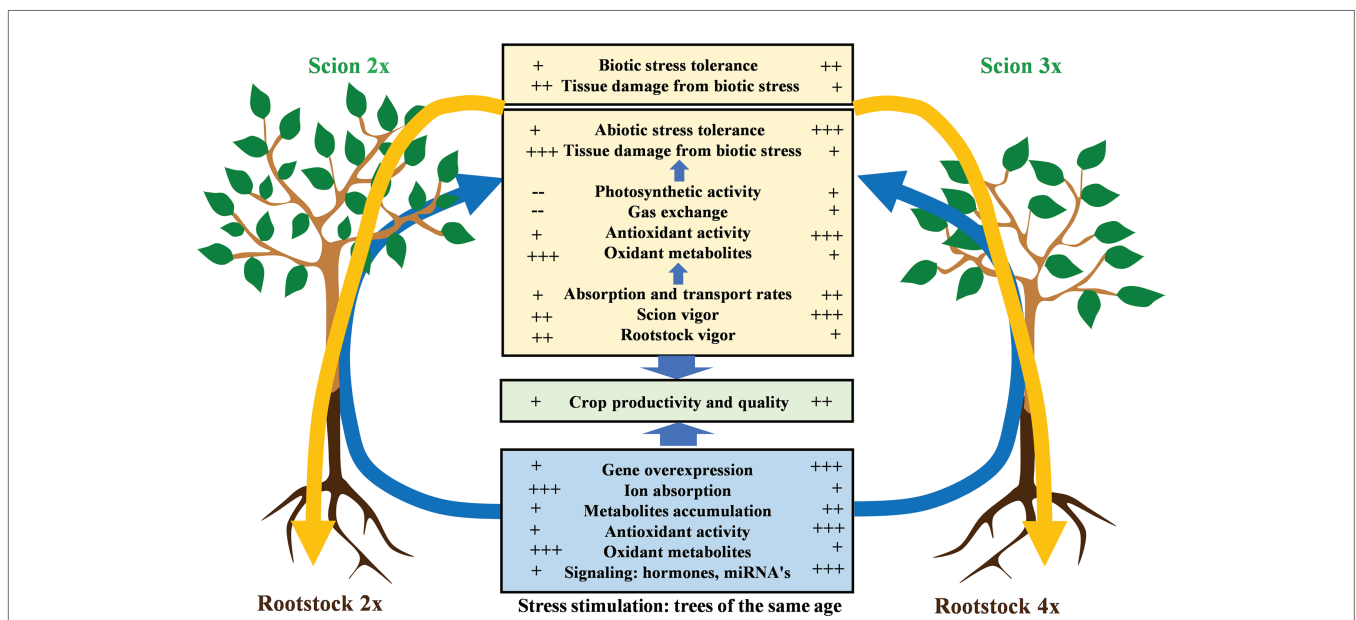 Scion 2x
Scion 3x
+ Biotic stress tolerance ++
++ Tissue damage from biotic stress +
+ Abiotic stress tolerance +++
+++ Tissue damage from biotic stress +
-- Photosynthetic activity +
-- Gas exchange +
+ Antioxidant activity +++
+++ Oxidant metabolites +
+ Absorption and transport rates ++
++ Scion vigor +++
++ Rootstock vigor +
+ Crop productivity and quality ++
+ Gene overexpression +++
+++ Ion absorption +
+ Metabolites accumulation ++
+ Antioxidant activity +++
+++ Oxidant metabolites +
+ Signaling: hormones, miRNA's +++
Rootstock 2x
Stress stimulation: trees of the same age
Rootstock 4x